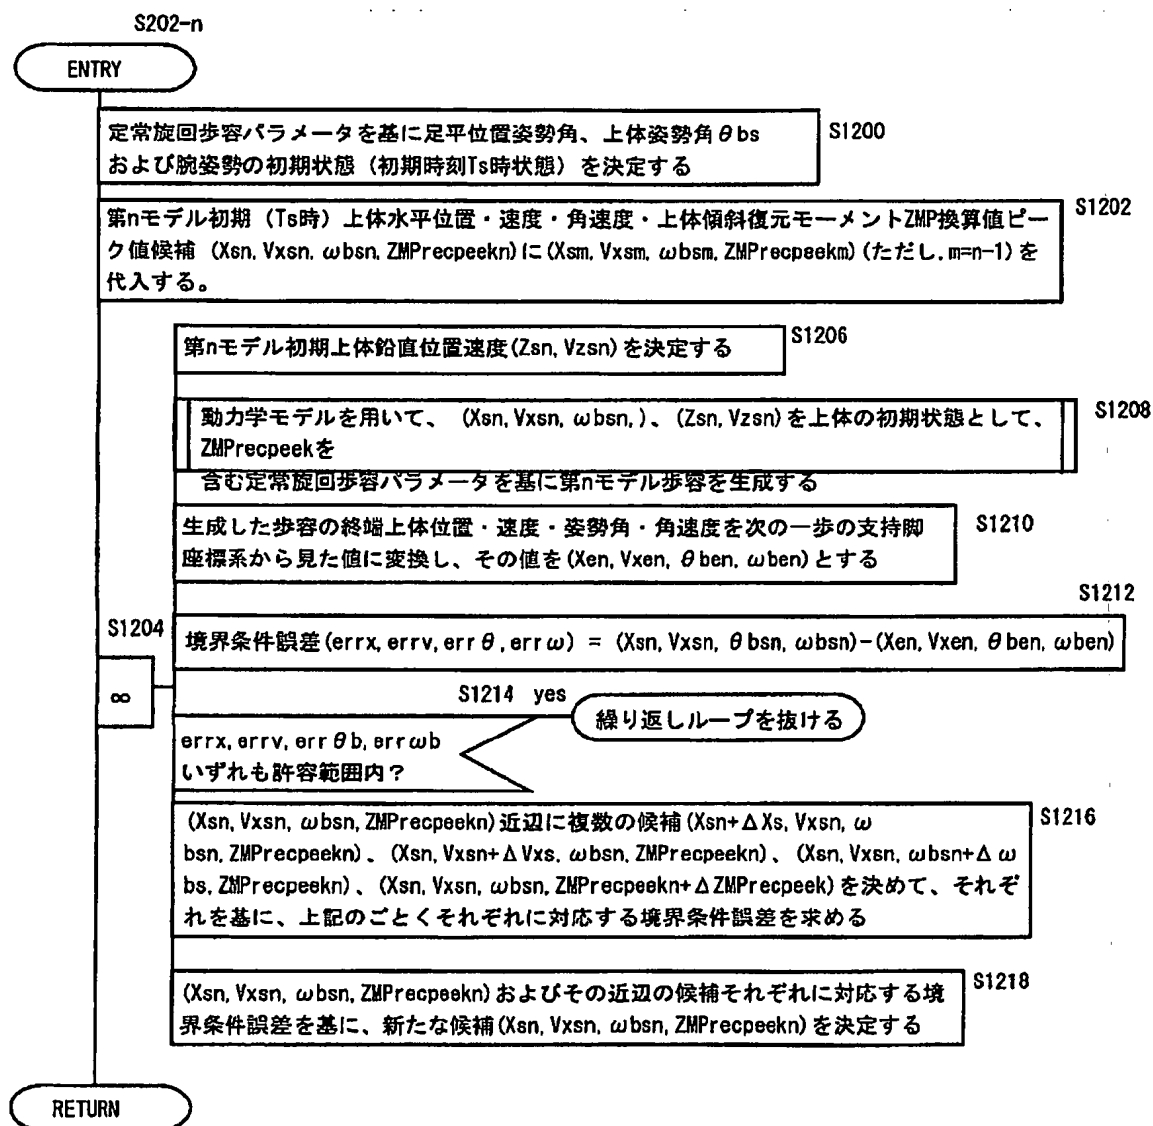 S202-n
ENTRY
定常旋回歩容パラメータを基に足平位置姿勢角、上体姿勢角θbs
および腕姿勢の初期状態（初期時刻Ts時状態）を決定する
S1200
第nモデル初期（Ts時）上体水平位置・速度・角速度・上体傾斜復元モーメントZMP換算値ピー
ク値候補（Xsn, Vxsn, ωbsn, ZMPrecpeekn)に(Xsm, Vxsm, ωbsm, ZMPrecpeekm)(ただし, m=n-1)を
代入する。
S1202
第nモデル初期上体鉛直位置速度(Zsn, Vzsn)を決定する
S1206
動力学モデルを用いて、(Xsn, Vxsn, ωbsn,)、(Zsn, Vzsn)を上体の初期状態として、
ZMPrecpeekを
含む定常旋回歩容パラメータを基に第nモデル歩容を生成する
S1208
生成した歩容の終端上体位置・速度・姿勢角・角速度を次の一歩の支持脚
座標系から見た値に変換し、その値を(Xen, Vxen, θben, ωben)とする
S1210
S1212
S1204
境界条件誤差(errx, errv, errθ, errω) = (Xsn, Vxsn, θbsn, ωbsn)-(Xen, Vxen, θben, ωben)
∞
S1214 yes
繰り返しループを抜ける
errx, errv, errθb, errωb
いずれも許容範囲内？
(Xsn, Vxsn, ωbsn, ZMPrecpeekn)近辺に複数の候補(Xsn+ΔXs, Vxsn, ω
bsn, ZMPrecpeekn)、(Xsn, Vxsn+ΔVxs, ωbsn, ZMPrecpeekn)、(Xsn, Vxsn, ωbsn+Δω
bs, ZMPrecpeekn)、(Xsn, Vxsn, ωbsn, ZMPrecpeekn+ΔZMPrecpeek)を決めて、それぞ
れを基に、上記のごとくそれぞれに対応する境界条件誤差を求める
S1216
(Xsn, Vxsn, ωbsn, ZMPrecpeekn)およびその近辺の候補それぞれに対応する境
界条件誤差を基に、新たな候補(Xsn, Vxsn, ωbsn, ZMPrecpeekn)を決定する
S1218
RETURN